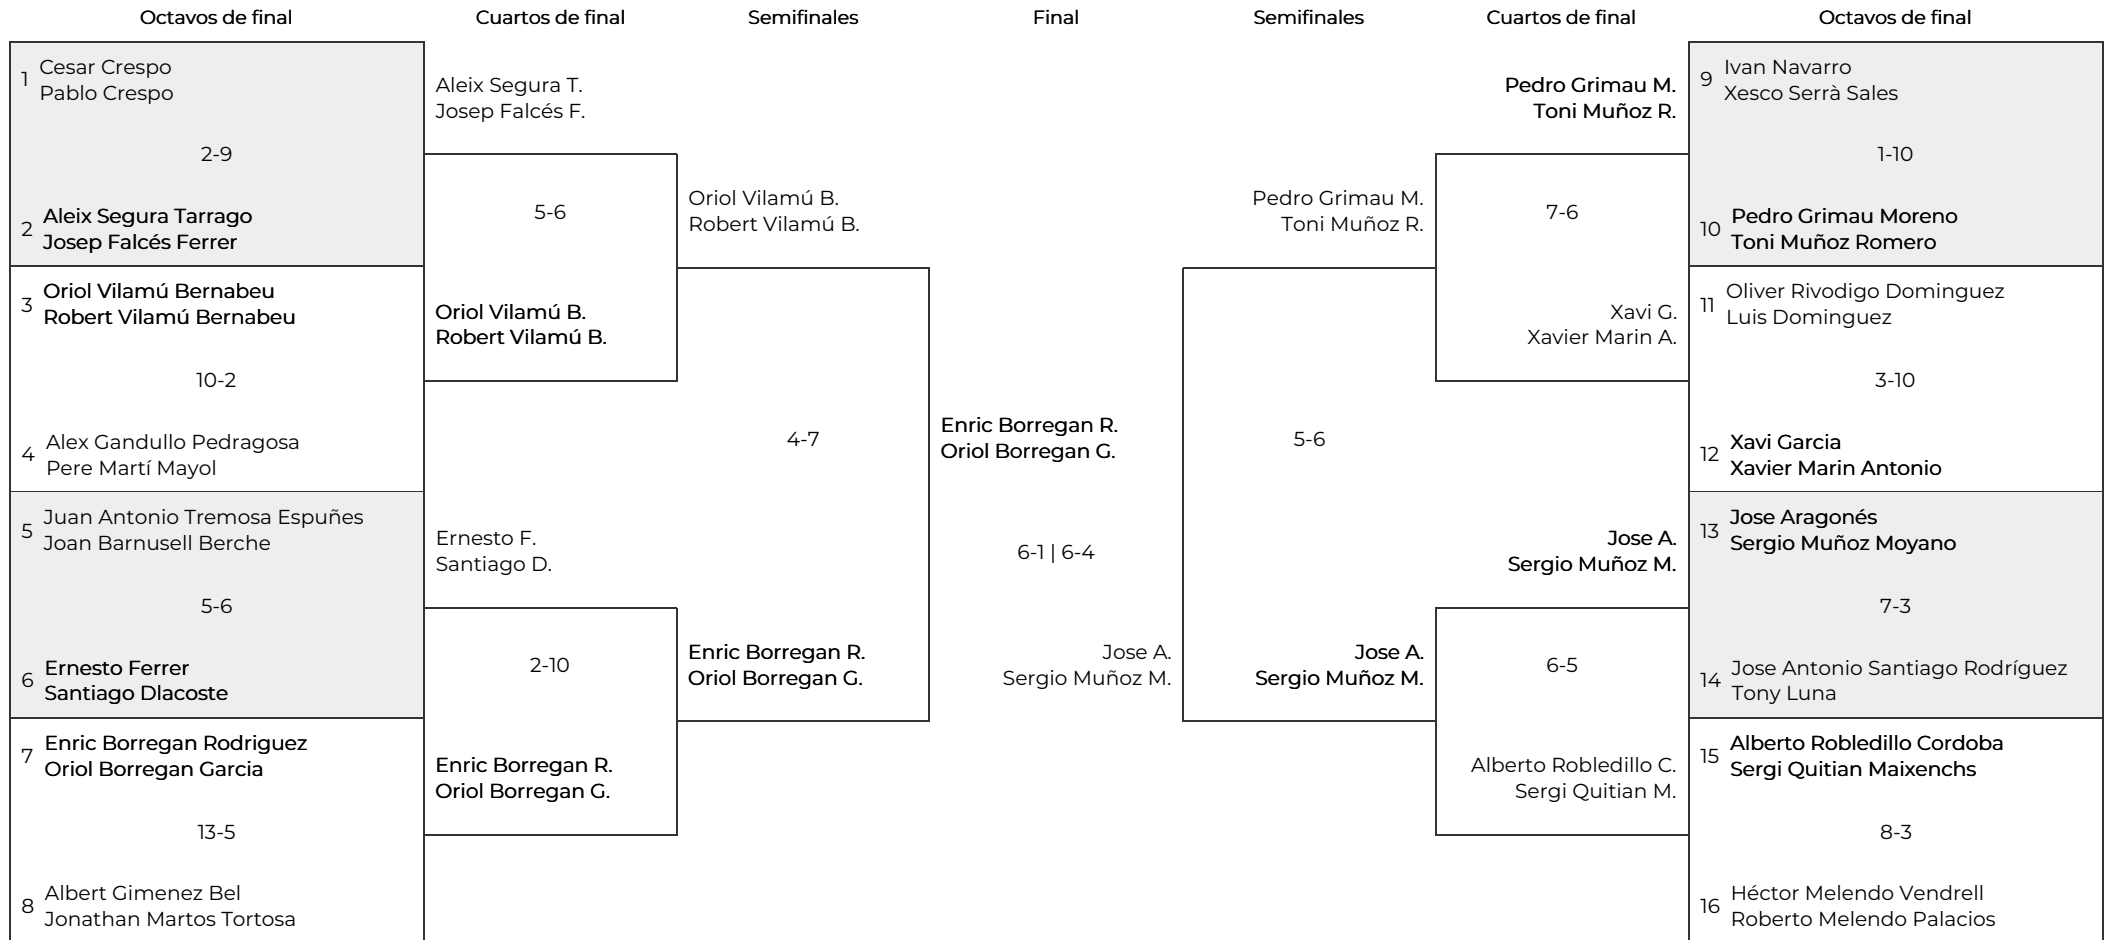 Octavos de final
Cuartos de final
Semifinales
Final
Semifinales
Cuartos de final
Octavos de final
1
Cesar Crespo
Pablo Crespo
2-9
2
Aleix Segura Tarrago
Josep Falcés Ferrer
3
Oriol Vilamú Bernabeu
Robert Vilamú Bernabeu
10-2
4
Alex Gandullo Pedragosa
Pere Martí Mayol
5
Juan Antonio Tremosa Espuñes
Joan Barnusell Berche
5-6
6
Ernesto Ferrer
Santiago Dlacoste
7
Enric Borregan Rodriguez
Oriol Borregan Garcia
13-5
8
Albert Gimenez Bel
Jonathan Martos Tortosa
Aleix Segura T.
Josep Falcés F.
5-6
Oriol Vilamú B.
Robert Vilamú B.
Ernesto F.
Santiago D.
2-10
Enric Borregan R.
Oriol Borregan G.
Oriol Vilamú B.
Robert Vilamú B.
4-7
Enric Borregan R.
Oriol Borregan G.
Enric Borregan R.
Oriol Borregan G.
6-1 | 6-4
Jose A.
Sergio Muñoz M.
Pedro Grimau M.
Toni Muñoz R.
5-6
Jose A.
Sergio Muñoz M.
Pedro Grimau M.
Toni Muñoz R.
7-6
Xavi G.
Xavier Marin A.
Jose A.
Sergio Muñoz M.
6-5
Alberto Robledillo C.
Sergi Quitian M.
9
Ivan Navarro
Xesco Serrà Sales
1-10
10
Pedro Grimau Moreno
Toni Muñoz Romero
11
Oliver Rivodigo Dominguez
Luis Dominguez
3-10
12
Xavi Garcia
Xavier Marin Antonio
13
Jose Aragonés
Sergio Muñoz Moyano
7-3
14
Jose Antonio Santiago Rodríguez
Tony Luna
15
Alberto Robledillo Cordoba
Sergi Quitian Maixenchs
8-3
16
Héctor Melendo Vendrell
Roberto Melendo Palacios